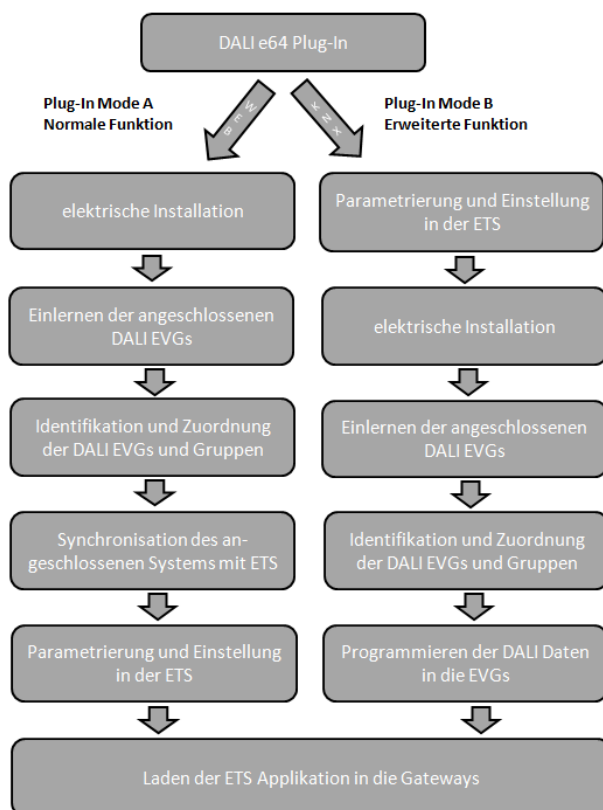 DALI e64 Plug-In
Plug-In Mode A
Normale Funktion
WEB
KNX
Plug-In Mode B
Erweiterte Funktion
elektrische Installation
Einlernen der angeschlossenen
DALI EVGs
Identifikation und Zuordnung
der DALI EVGs und Gruppen
Synchronisation des an-
geschlossenen Systems mit ETS
Parametrierung und Einstellung
in der ETS
Parametrierung und Einstellung
in der ETS
elektrische Installation
Einlernen der angeschlossenen
DALI EVGs
Identifikation und Zuordnung
der DALI EVGs und Gruppen
Programmieren der DALI Daten
in die EVGs
Laden der ETS Applikation in die Gateways